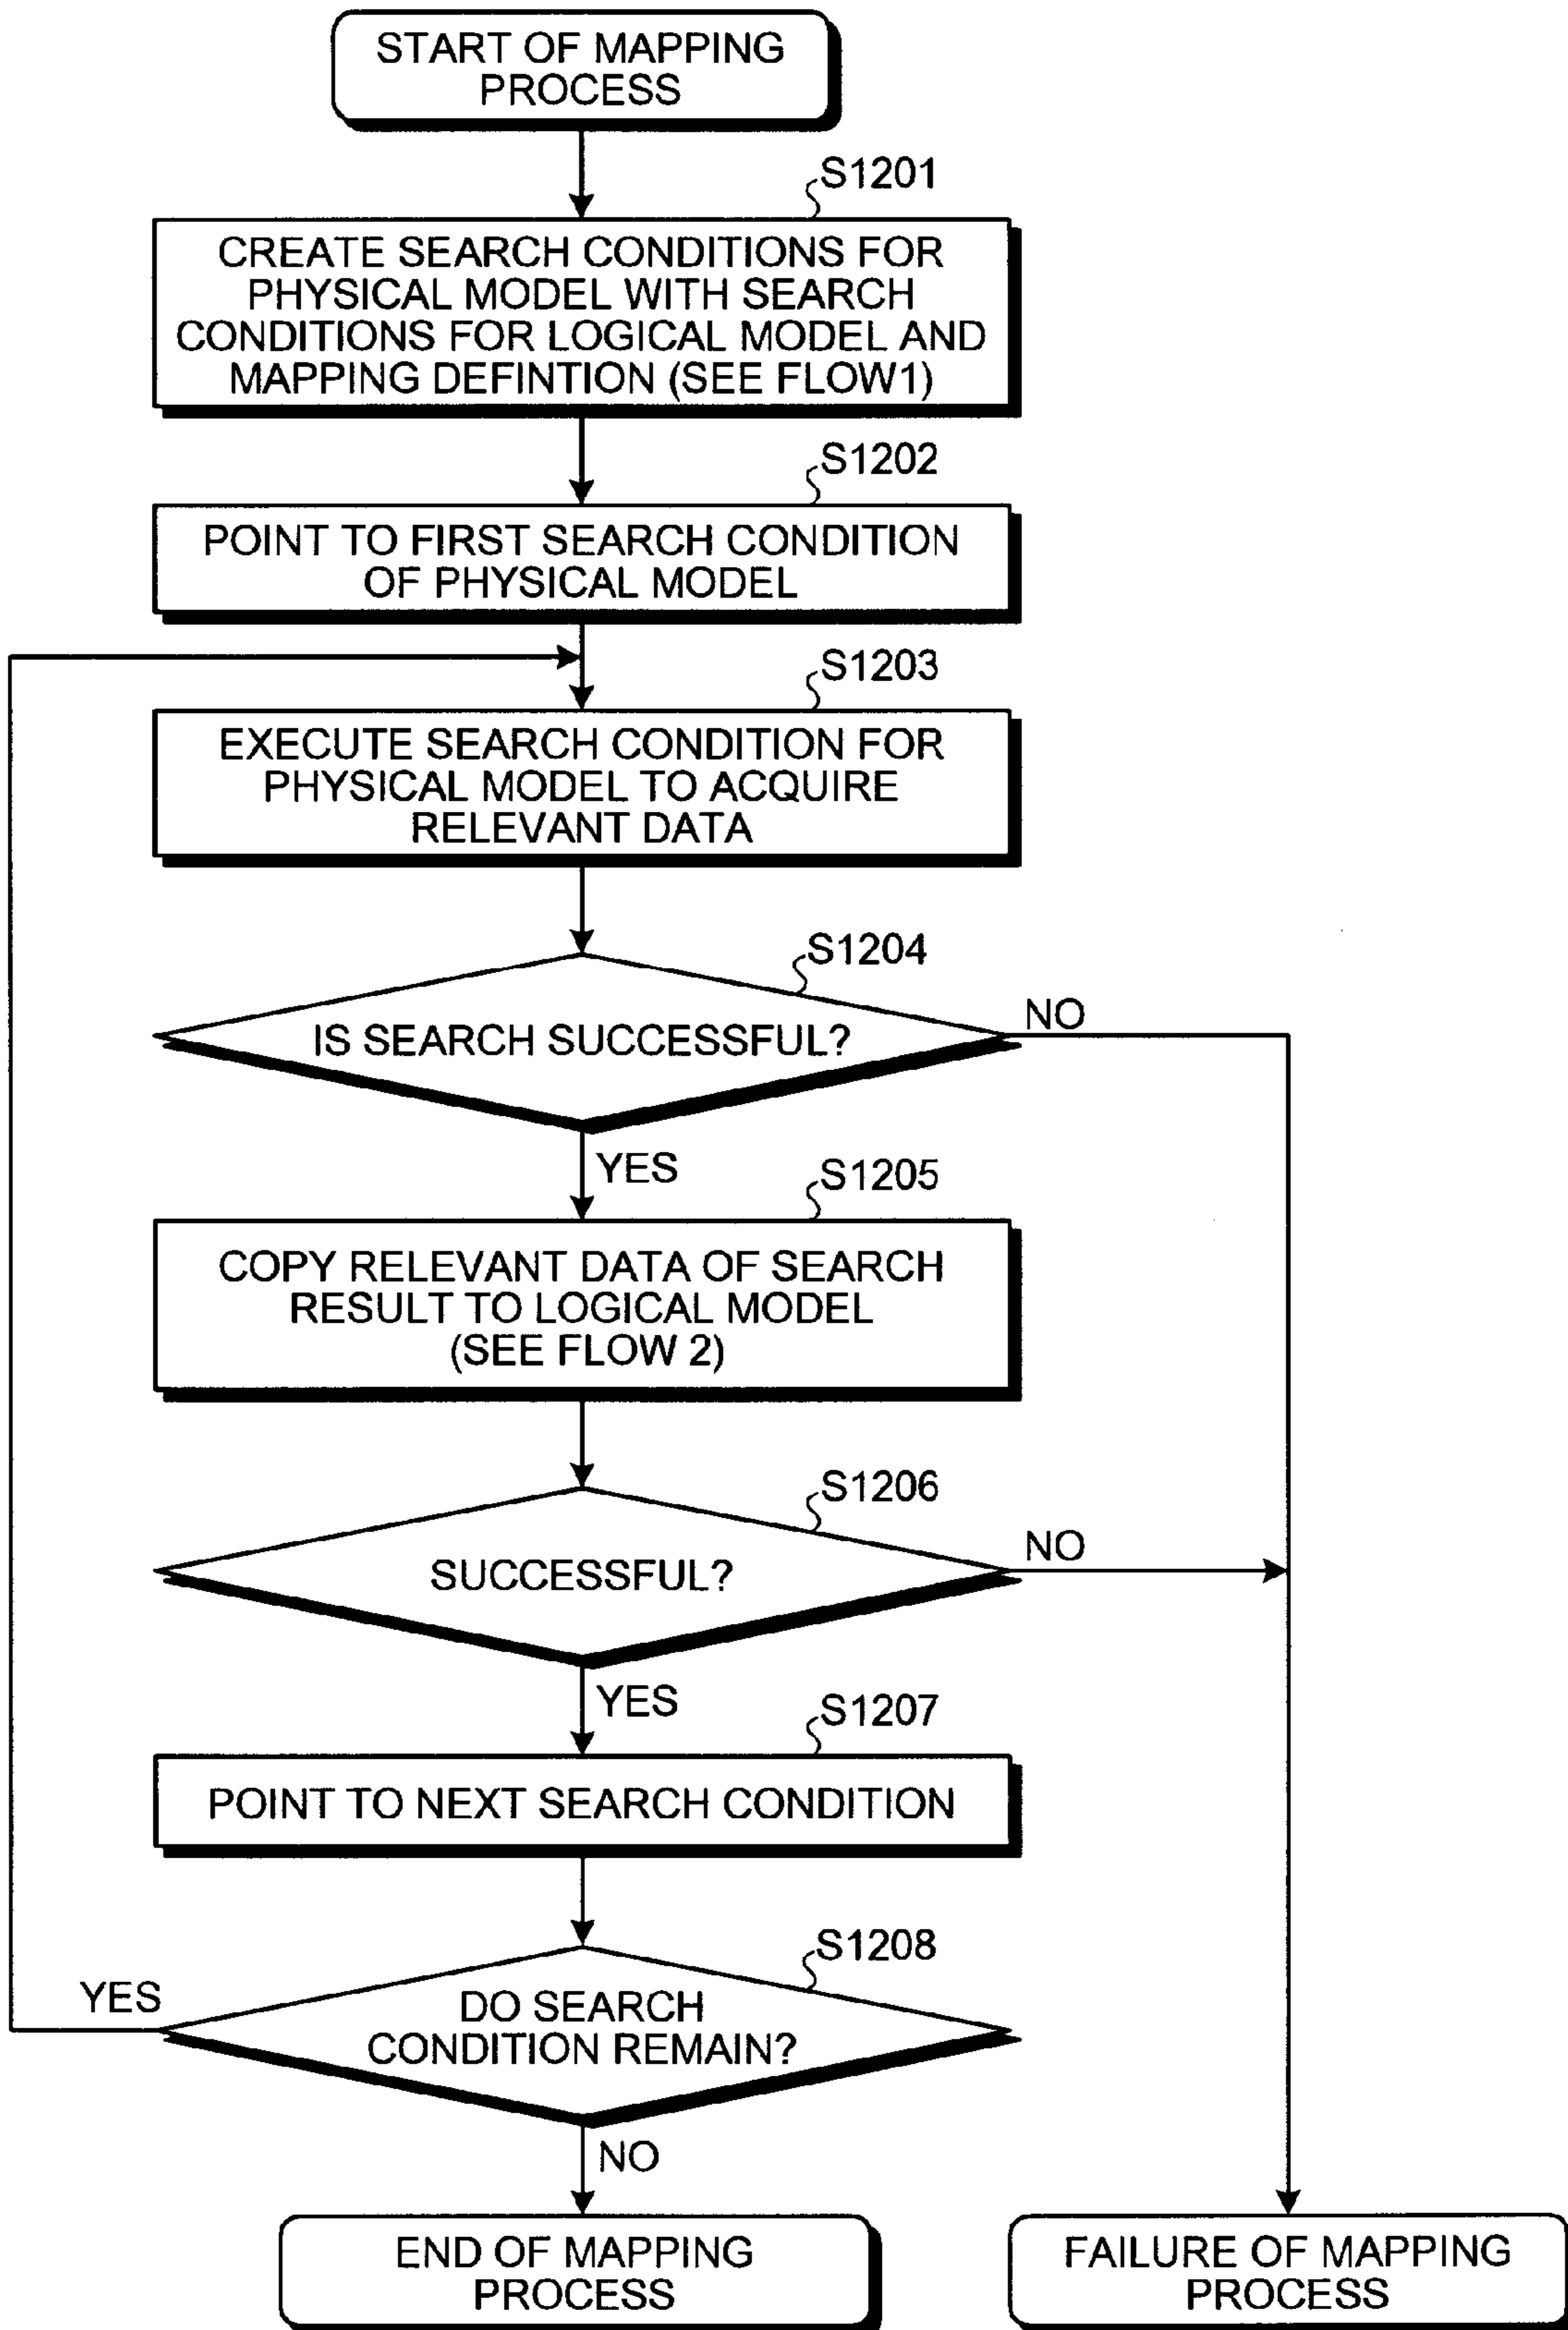 START OF MAPPING
PROCESS
S1201
CREATE SEARCH CONDITIONS FOR
PHYSICAL MODEL WITH SEARCH
CONDITIONS FOR LOGICAL MODEL AND
MAPPING DEFINTION (SEE FLOW1)
S1202
POINT TO FIRST SEARCH CONDITION
OF PHYSICAL MODEL
S1203
EXECUTE SEARCH CONDITION FOR
PHYSICAL MODEL TO ACQUIRE
RELEVANT DATA
S1204
IS SEARCH SUCCESSFUL?
NO
YES
S1205
COPY RELEVANT DATA OF SEARCH
RESULT TO LOGICAL MODEL
(SEE FLOW 2)
S1206
SUCCESSFUL?
NO
YES
S1207
POINT TO NEXT SEARCH CONDITION
S1208
YES
DO SEARCH
CONDITION REMAIN?
NO
END OF MAPPING
PROCESS
FAILURE OF MAPPING
PROCESS